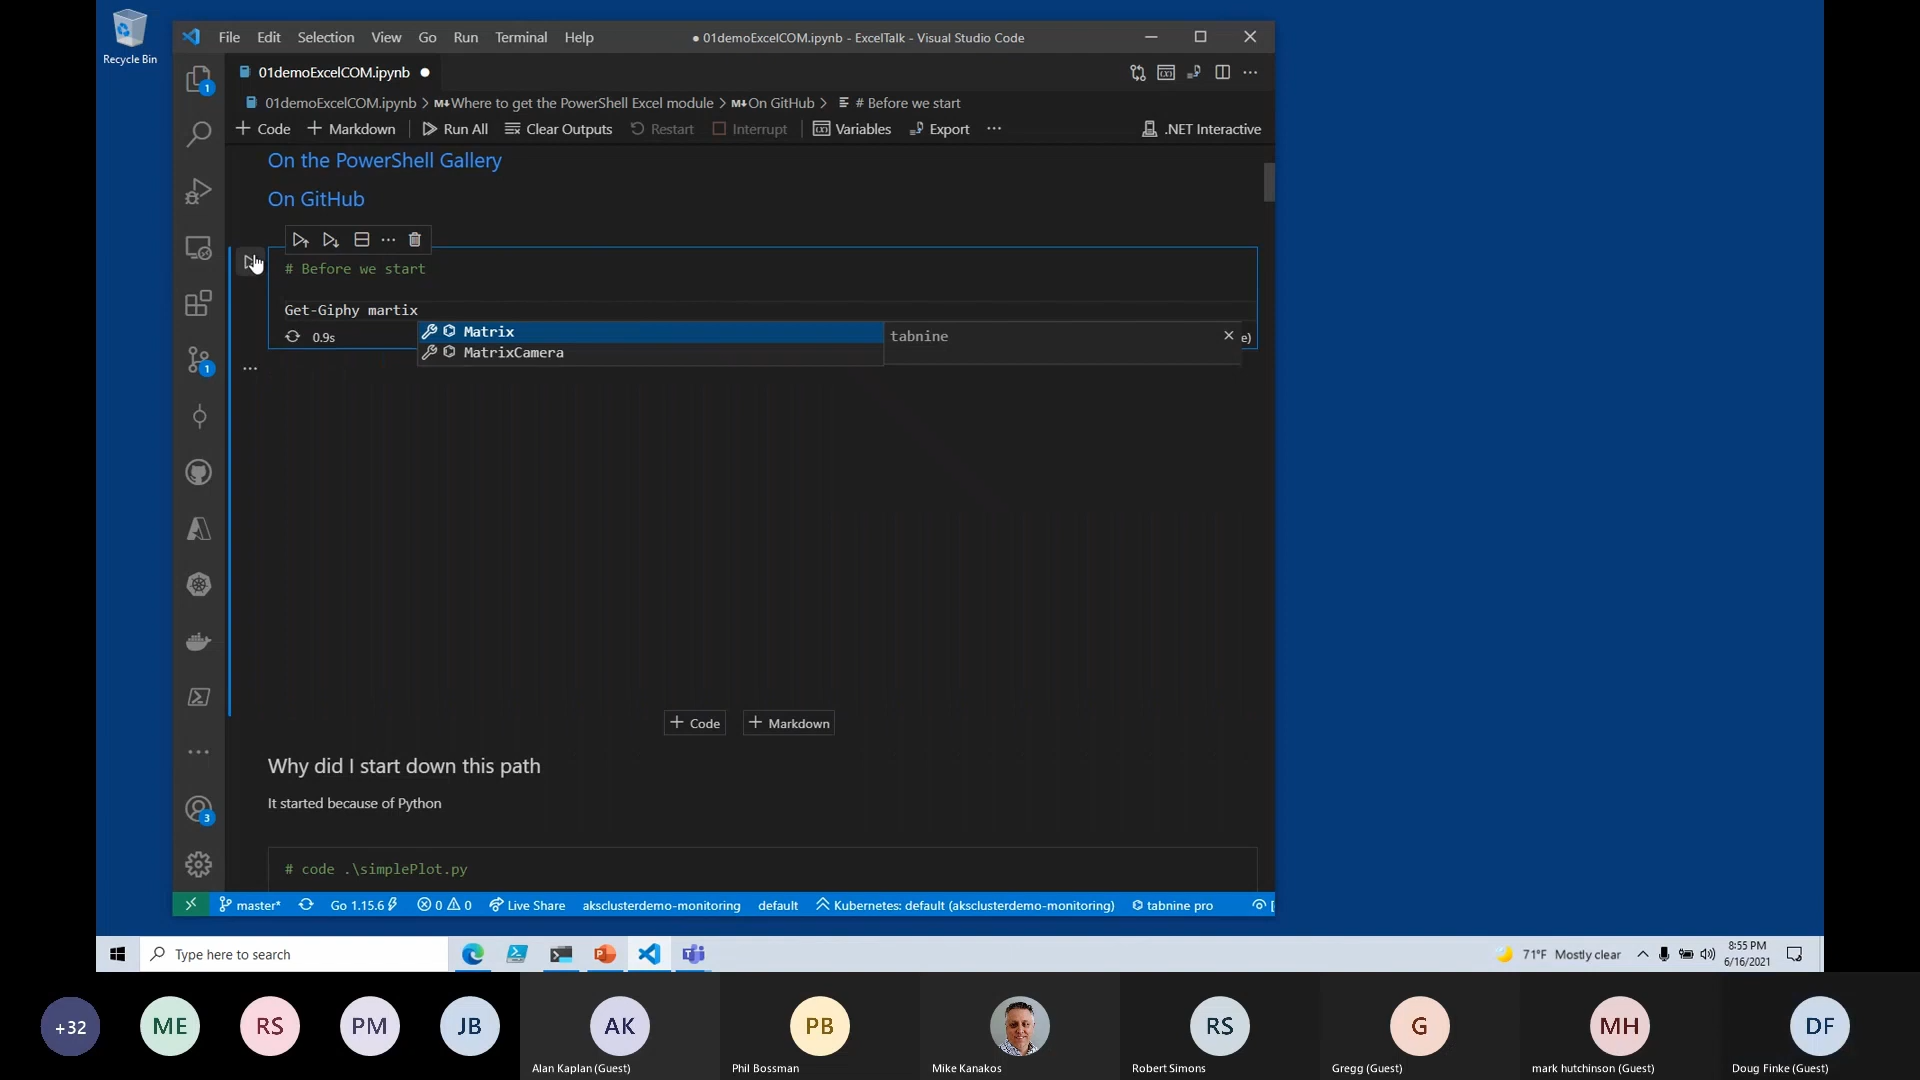 Recycle Bin
File Edit Selection View Go Run Terminal Help
● 01demoExcelCOM.ipynb - ExcelTalk - Visual Studio Code
01demoExcelCOM.ipynb ●
01demoExcelCOM.ipynb > M↓Where to get the PowerShell Excel module > M↓On GitHub > # Before we start
+ Code + Markdown Run All Clear Outputs Restart Interrupt Variables Export ··· .NET Interactive
On the PowerShell Gallery
On GitHub
# Before we start
Get-Giphy martix
Matrix
tabnine
0.9s
e)
MatrixCamera
+ Code + Markdown
Why did I start down this path
It started because of Python
# code .\simplePlot.py
1
1
3
master* Go 1.15.6 0 0 Live Share aksclusterdemo-monitoring default Kubernetes: default (aksclusterdemo-monitoring) tabnine pro [
Type here to search
71°F Mostly clear
8:55 PM
6/16/2021
+32 ME RS PM JB AK PB RS G MH DF
Alan Kaplan (Guest) Phil Bossman Mike Kanakos Robert Simons Gregg (Guest) mark hutchinson (Guest) Doug Finke (Guest)